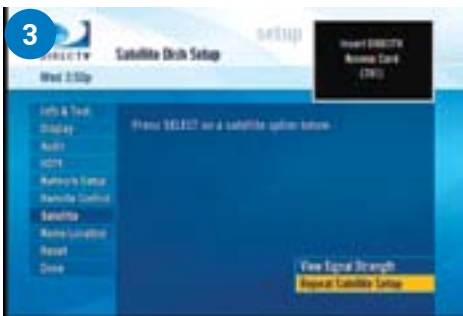 3
DIRECTV
setup
Satellite Dish Setup
Insert DIRECTV
Access Card
Wed 3:50p
Info & Test
Display
Audio
HDTV
Network Setup
Remote Control
Satellite
Name Location
Reset
Done
Press SELECT on a satellite option below
View Signal Strength
Repeat Satellite Setup